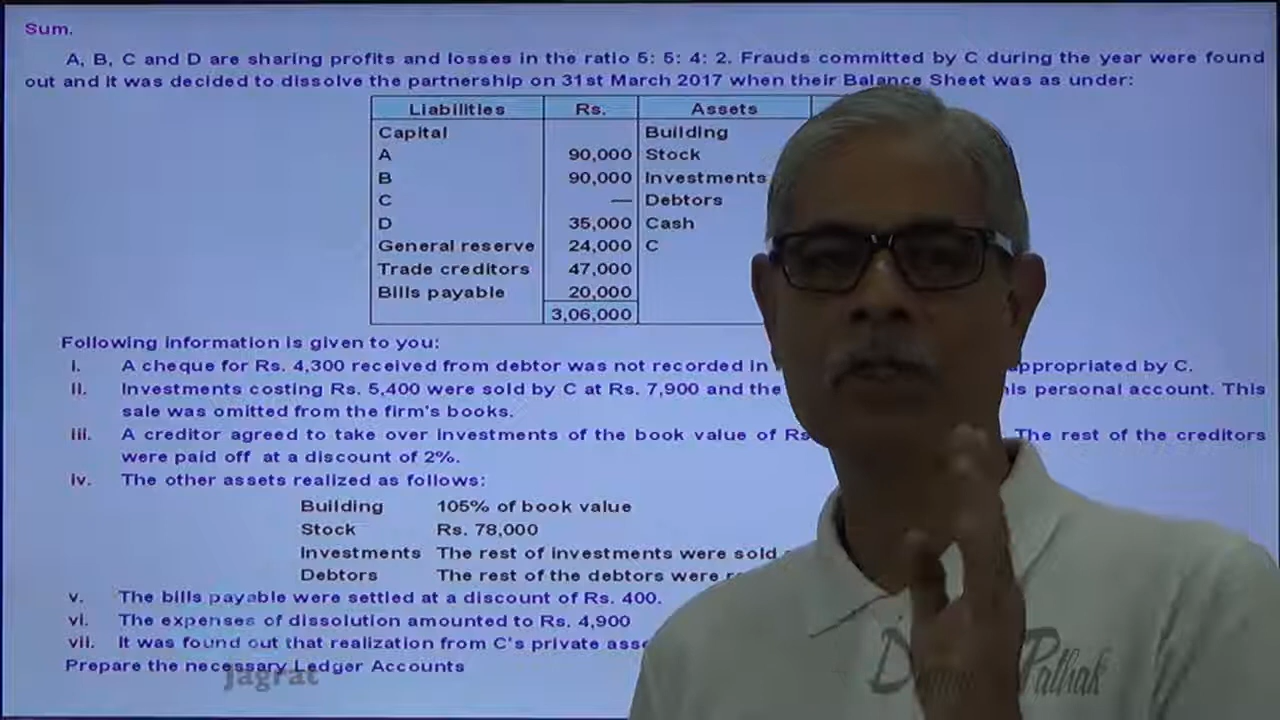 Sum.
A, B, C and D are sharing profits and losses in the ratio 5: 5: 4: 2. Frauds committed by C during the year were found
out and it was decided to dissolve the partnership on 31st March 2017 when their Balance Sheet was as under:
Liabilities Rs. Assets
Capital Building
A 90,000 Stock
B 90,000 Investments
C — Debtors
D 35,000 Cash
General reserve 24,000 C
Trade creditors 47,000
Bills payable 20,000
3,06,000
Following information is given to you:
i. A cheque for Rs. 4,300 received from debtor was not recorded in appropriated by C.
ii. Investments costing Rs. 5,400 were sold by C at Rs. 7,900 and the his personal account. This
sale was omitted from the firm's books.
iii. A creditor agreed to take over investments of the book value of Rs The rest of the creditors
were paid off at a discount of 2%.
iv. The other assets realized as follows:
Building 105% of book value
Stock Rs. 78,000
Investments The rest of investments were sold
Debtors The rest of the debtors were
v. The bills payable were settled at a discount of Rs. 400.
vi. The expenses of dissolution amounted to Rs. 4,900
vii. It was found out that realization from C's private
Prepare the necessary Ledger Accounts
Jagrat
Pathak